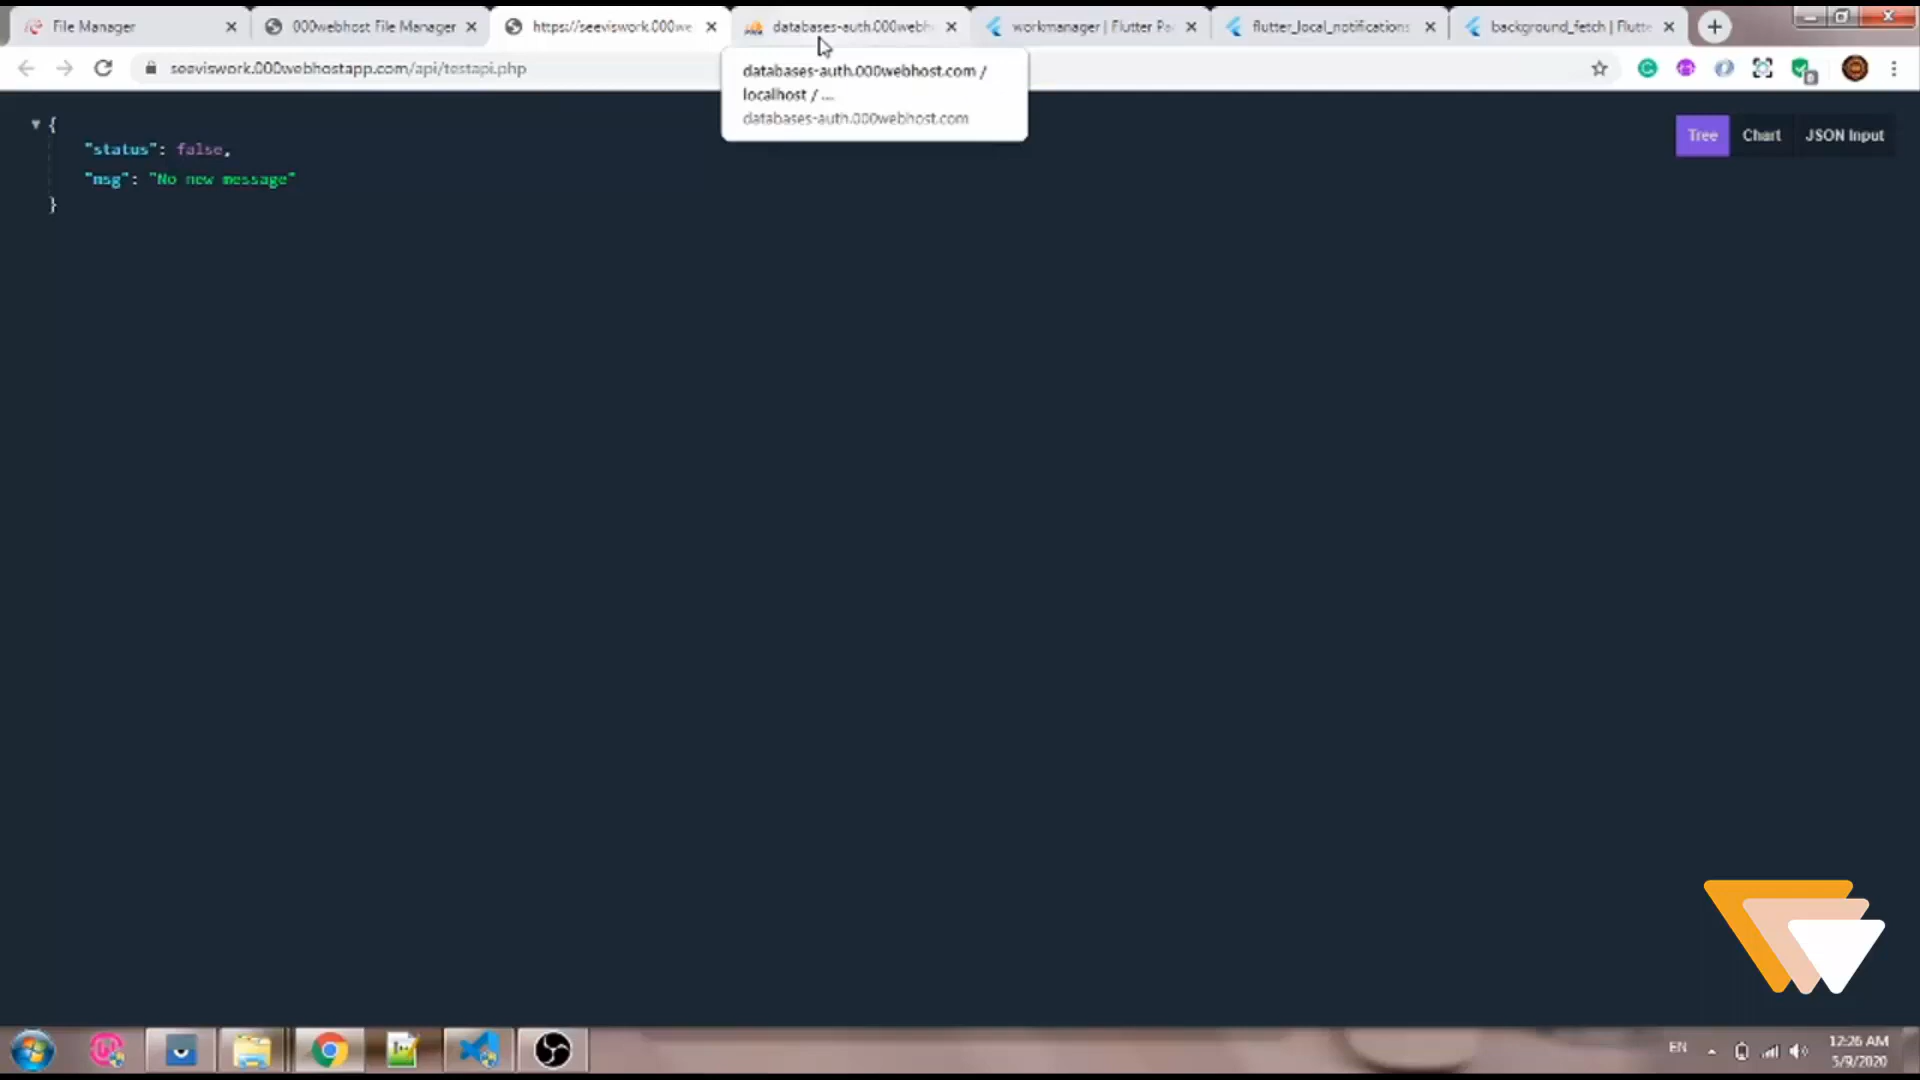 File Manager
000webhost File Manager
https://seeviswork.000we
databases-auth.000webh
workmanager | Flutter Pa
flutter_local_notifications
background_fetch | Flutte
seeviswork.000webhostapp.com/api/testapi.php
databases-auth.000webhost.com /
localhost / ...
databases-auth.000webhost.com
{
"status": false,
"msg": "No new message"
}
Tree
Chart
JSON Input
EN
12:26 AM
5/9/2020